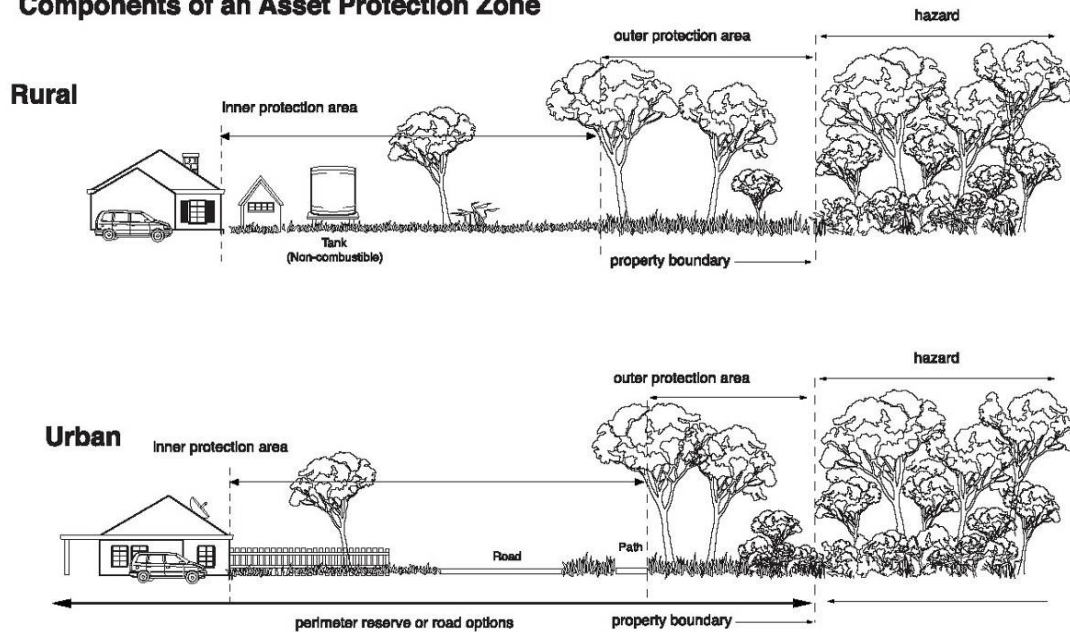 Components of an Asset Protection Zone
hazard
outer protection area
Rural
inner protection area
Tank
(Non-combustible)
property boundary
hazard
outer protection area
Urban
inner protection area
Path
Road
perimeter reserve or road options
property boundary